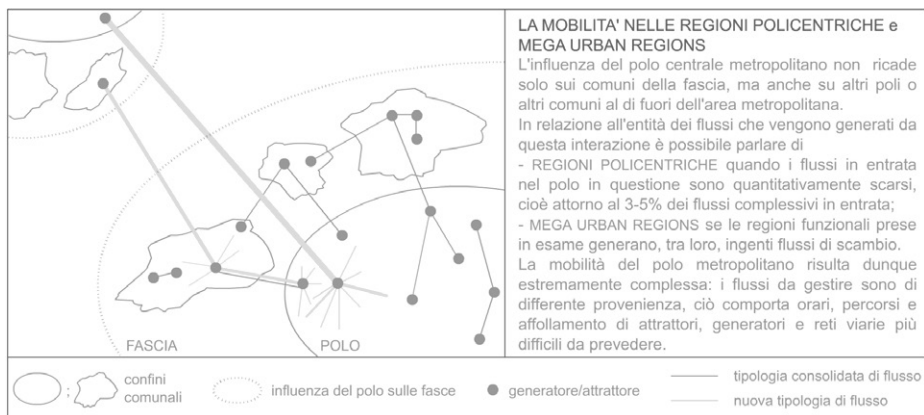 LA MOBILITA' NELLE REGIONI POLICENTRICHE e
MEGA URBAN REGIONS
L'influenza del polo centrale metropolitano non ricade
solo sui comuni della fascia, ma anche su altri poli o
altri comuni al di fuori dell'area metropolitana.
In relazione all'entità dei flussi che vengono generati da
questa interazione è possibile parlare di
- REGIONI POLICENTRICHE quando i flussi in entrata
nel polo in questione sono quantitativamente scarsi,
cioè attorno al 3-5% dei flussi complessivi in entrata;
- MEGA URBAN REGIONS se le regioni funzionali prese
in esame generano, tra loro, ingenti flussi di scambio.
La mobilità del polo metropolitano risulta dunque
estremamente complessa: i flussi da gestire sono di
differente provenienza, ciò comporta orari, percorsi e
affollamento di attrattori, generatori e reti viarie più
difficili da prevedere.
FASCIA
POLO
confini
comunali
influenza del polo sulle fasce
generatore/attrattore
tipologia consolidata di flusso
nuova tipologia di flusso